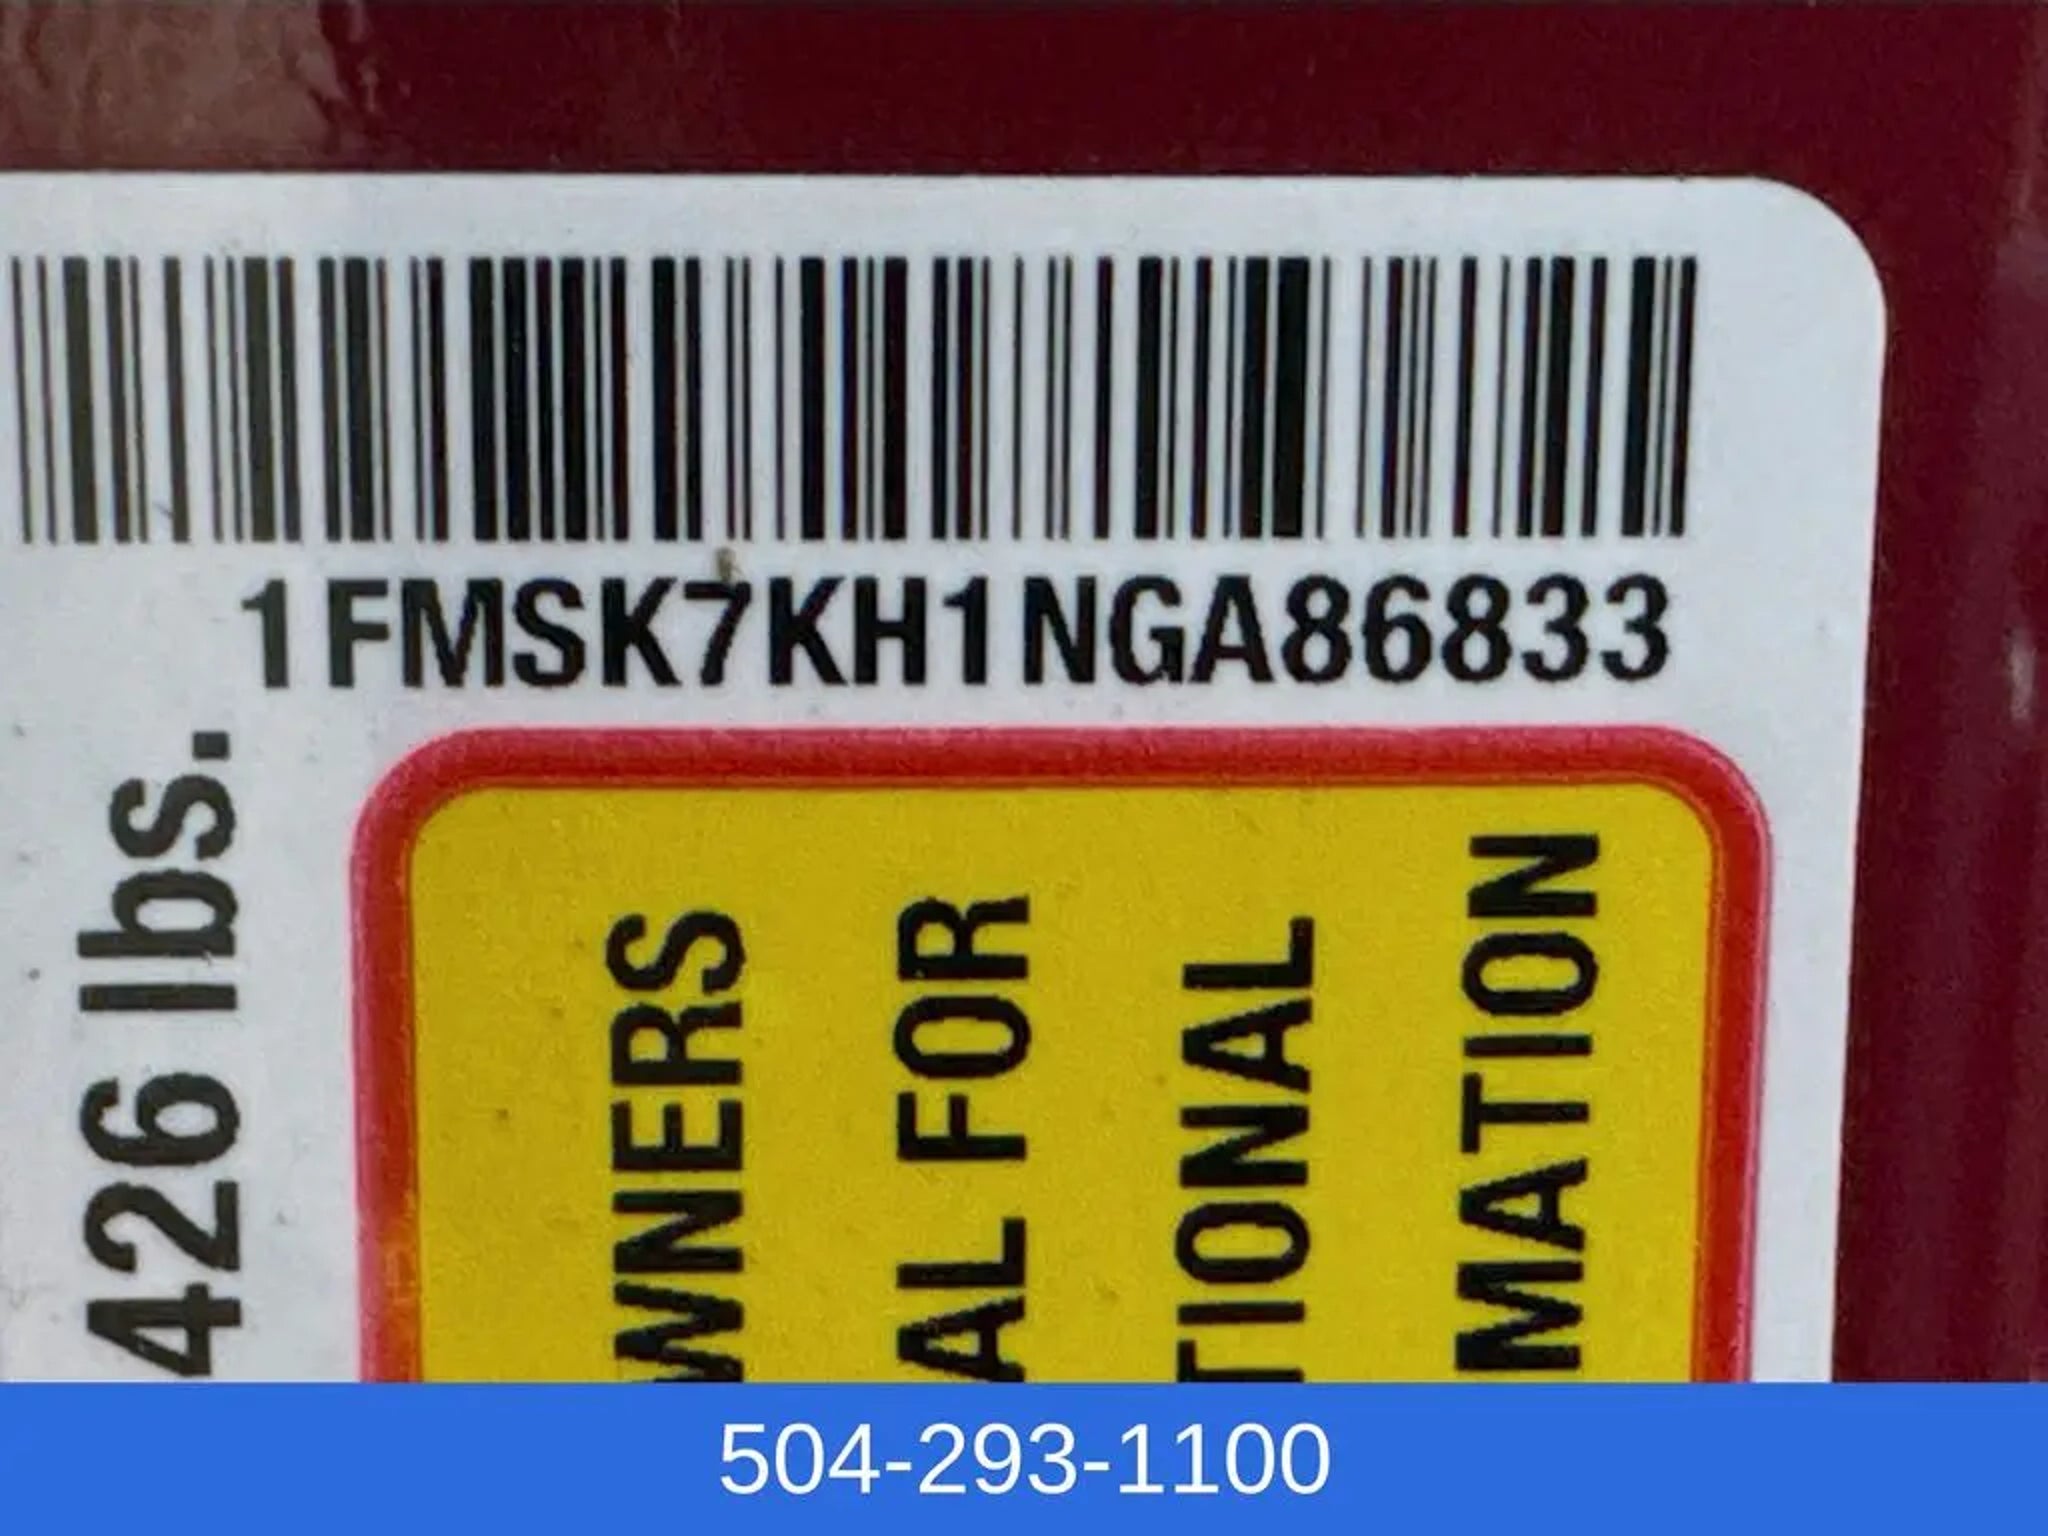 1FMSK7KH1NGA86833
426 lbs.
WNERS
AL FOR
TIONAL
MATION
504-293-1100